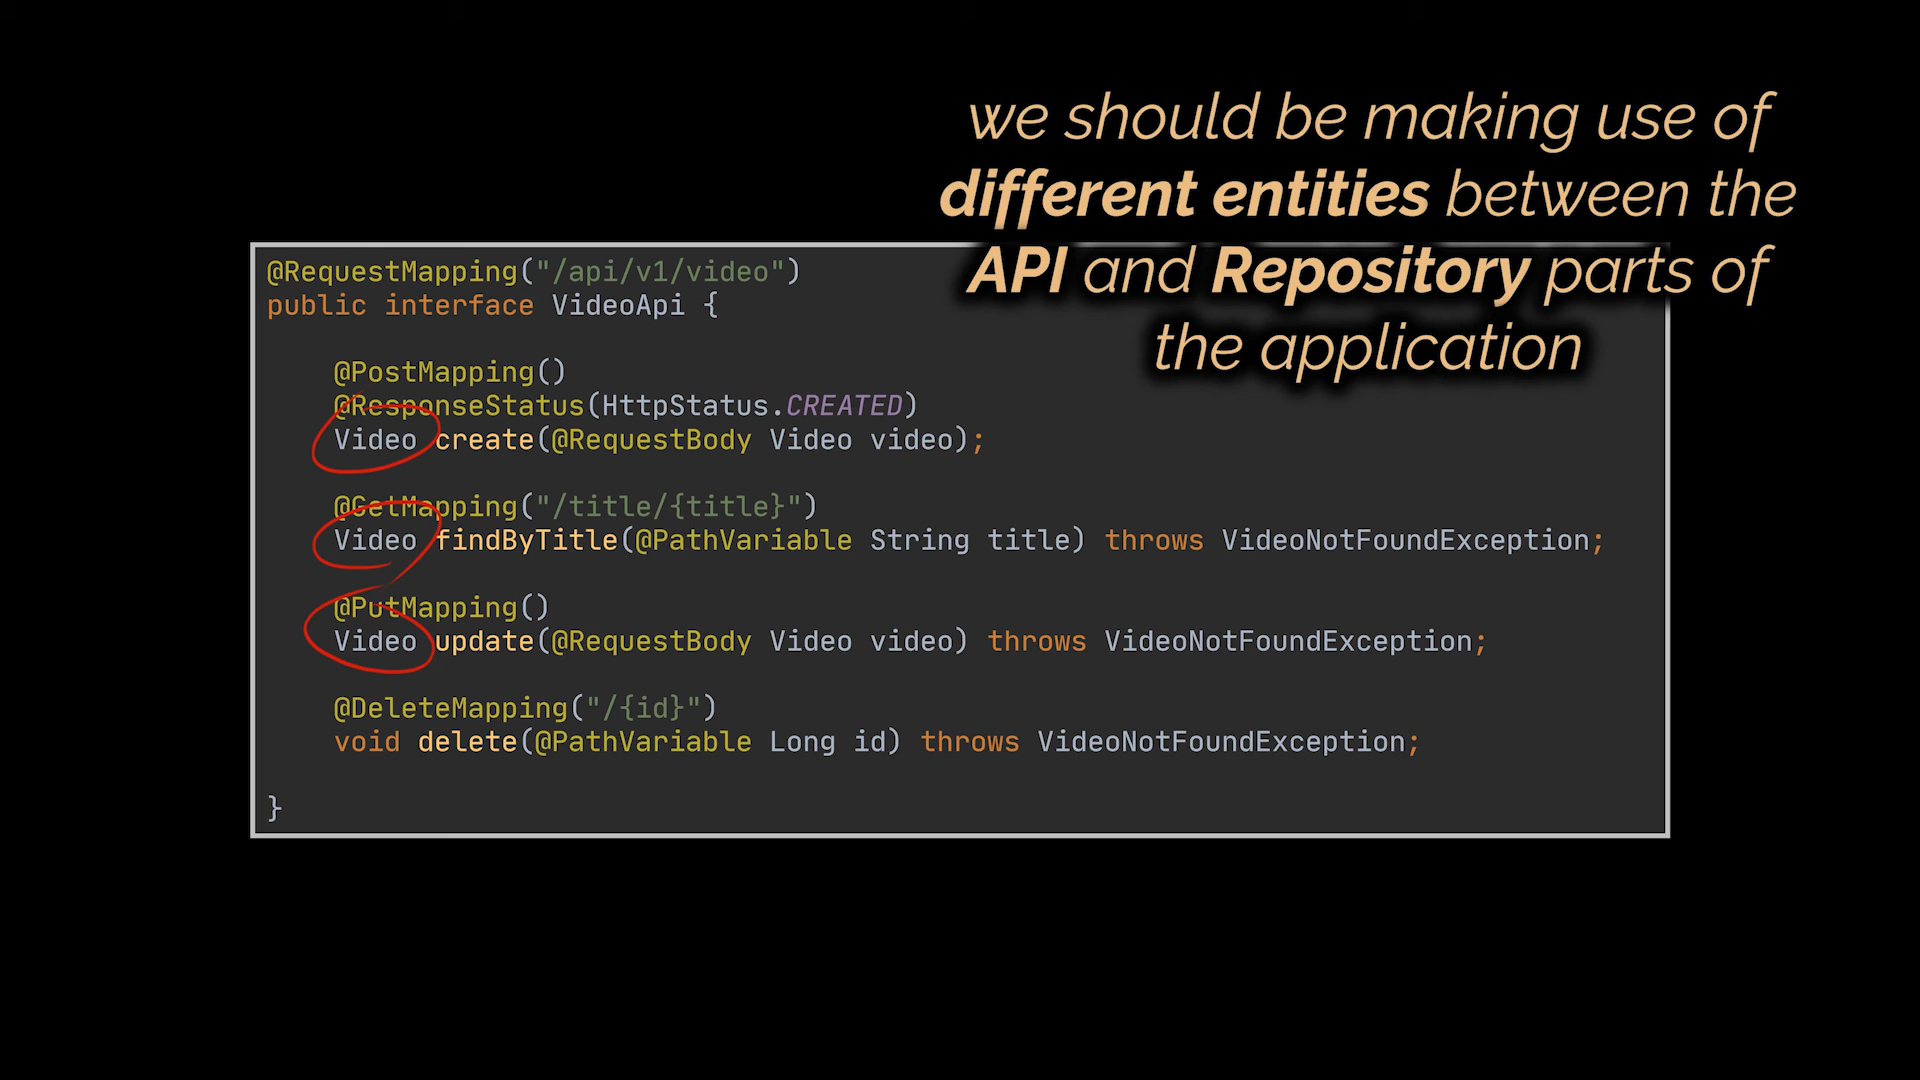 we should be making use of
different entities between the
API and Repository parts of
the application
@RequestMapping("/api/v1/video")
public interface VideoApi {
@PostMapping()
@ResponseStatus(HttpStatus.CREATED)
Video create(@RequestBody Video video);
@GetMapping("/title/{title}")
Video findByTitle(@PathVariable String title) throws VideoNotFoundException;
@PutMapping()
Video update(@RequestBody Video video) throws VideoNotFoundException;
@DeleteMapping("/{id}")
void delete(@PathVariable Long id) throws VideoNotFoundException;
}